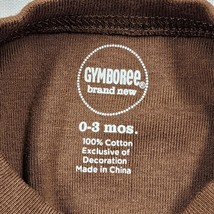 GYMBOREE®
brand new
0-3 mos.
100% Cotton
Exclusive of
Decoration
Made in China